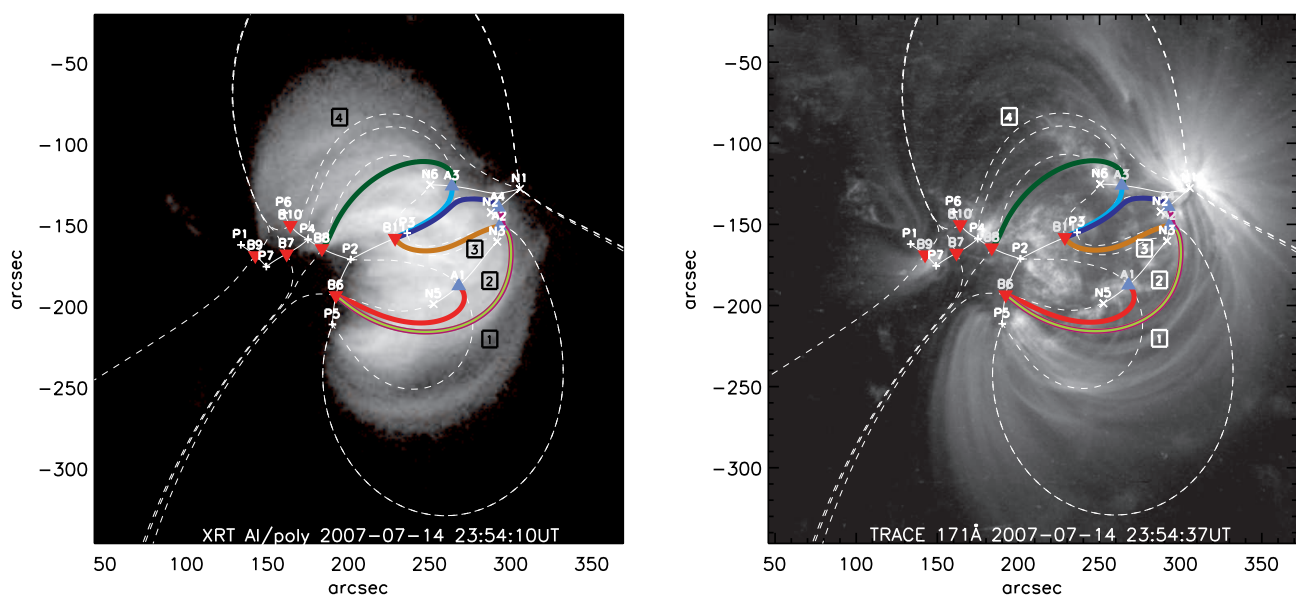 −50
−100
−150
−200
−250
−300
arcsec
50 100 150 200 250 300 350
arcsec
4
N6 A3 N1
P6
B10
N2 A4
A2
P1 B9 B7 P4 B8
P7
B1 P3
N3
P2
3
A1
2
B6
N5
P5
1
XRT Al/poly 2007−07−14 23:54:10UT
−50
−100
−150
−200
−250
−300
arcsec
50 100 150 200 250 300 350
arcsec
4
N6 A3
P6
B10
N2
P1 B9 B7 P4 B8
P7
B1 P3
N3
P2
3
A1
2
B6
N5
P5
1
TRACE 171Å 2007−07−14 23:54:37UT